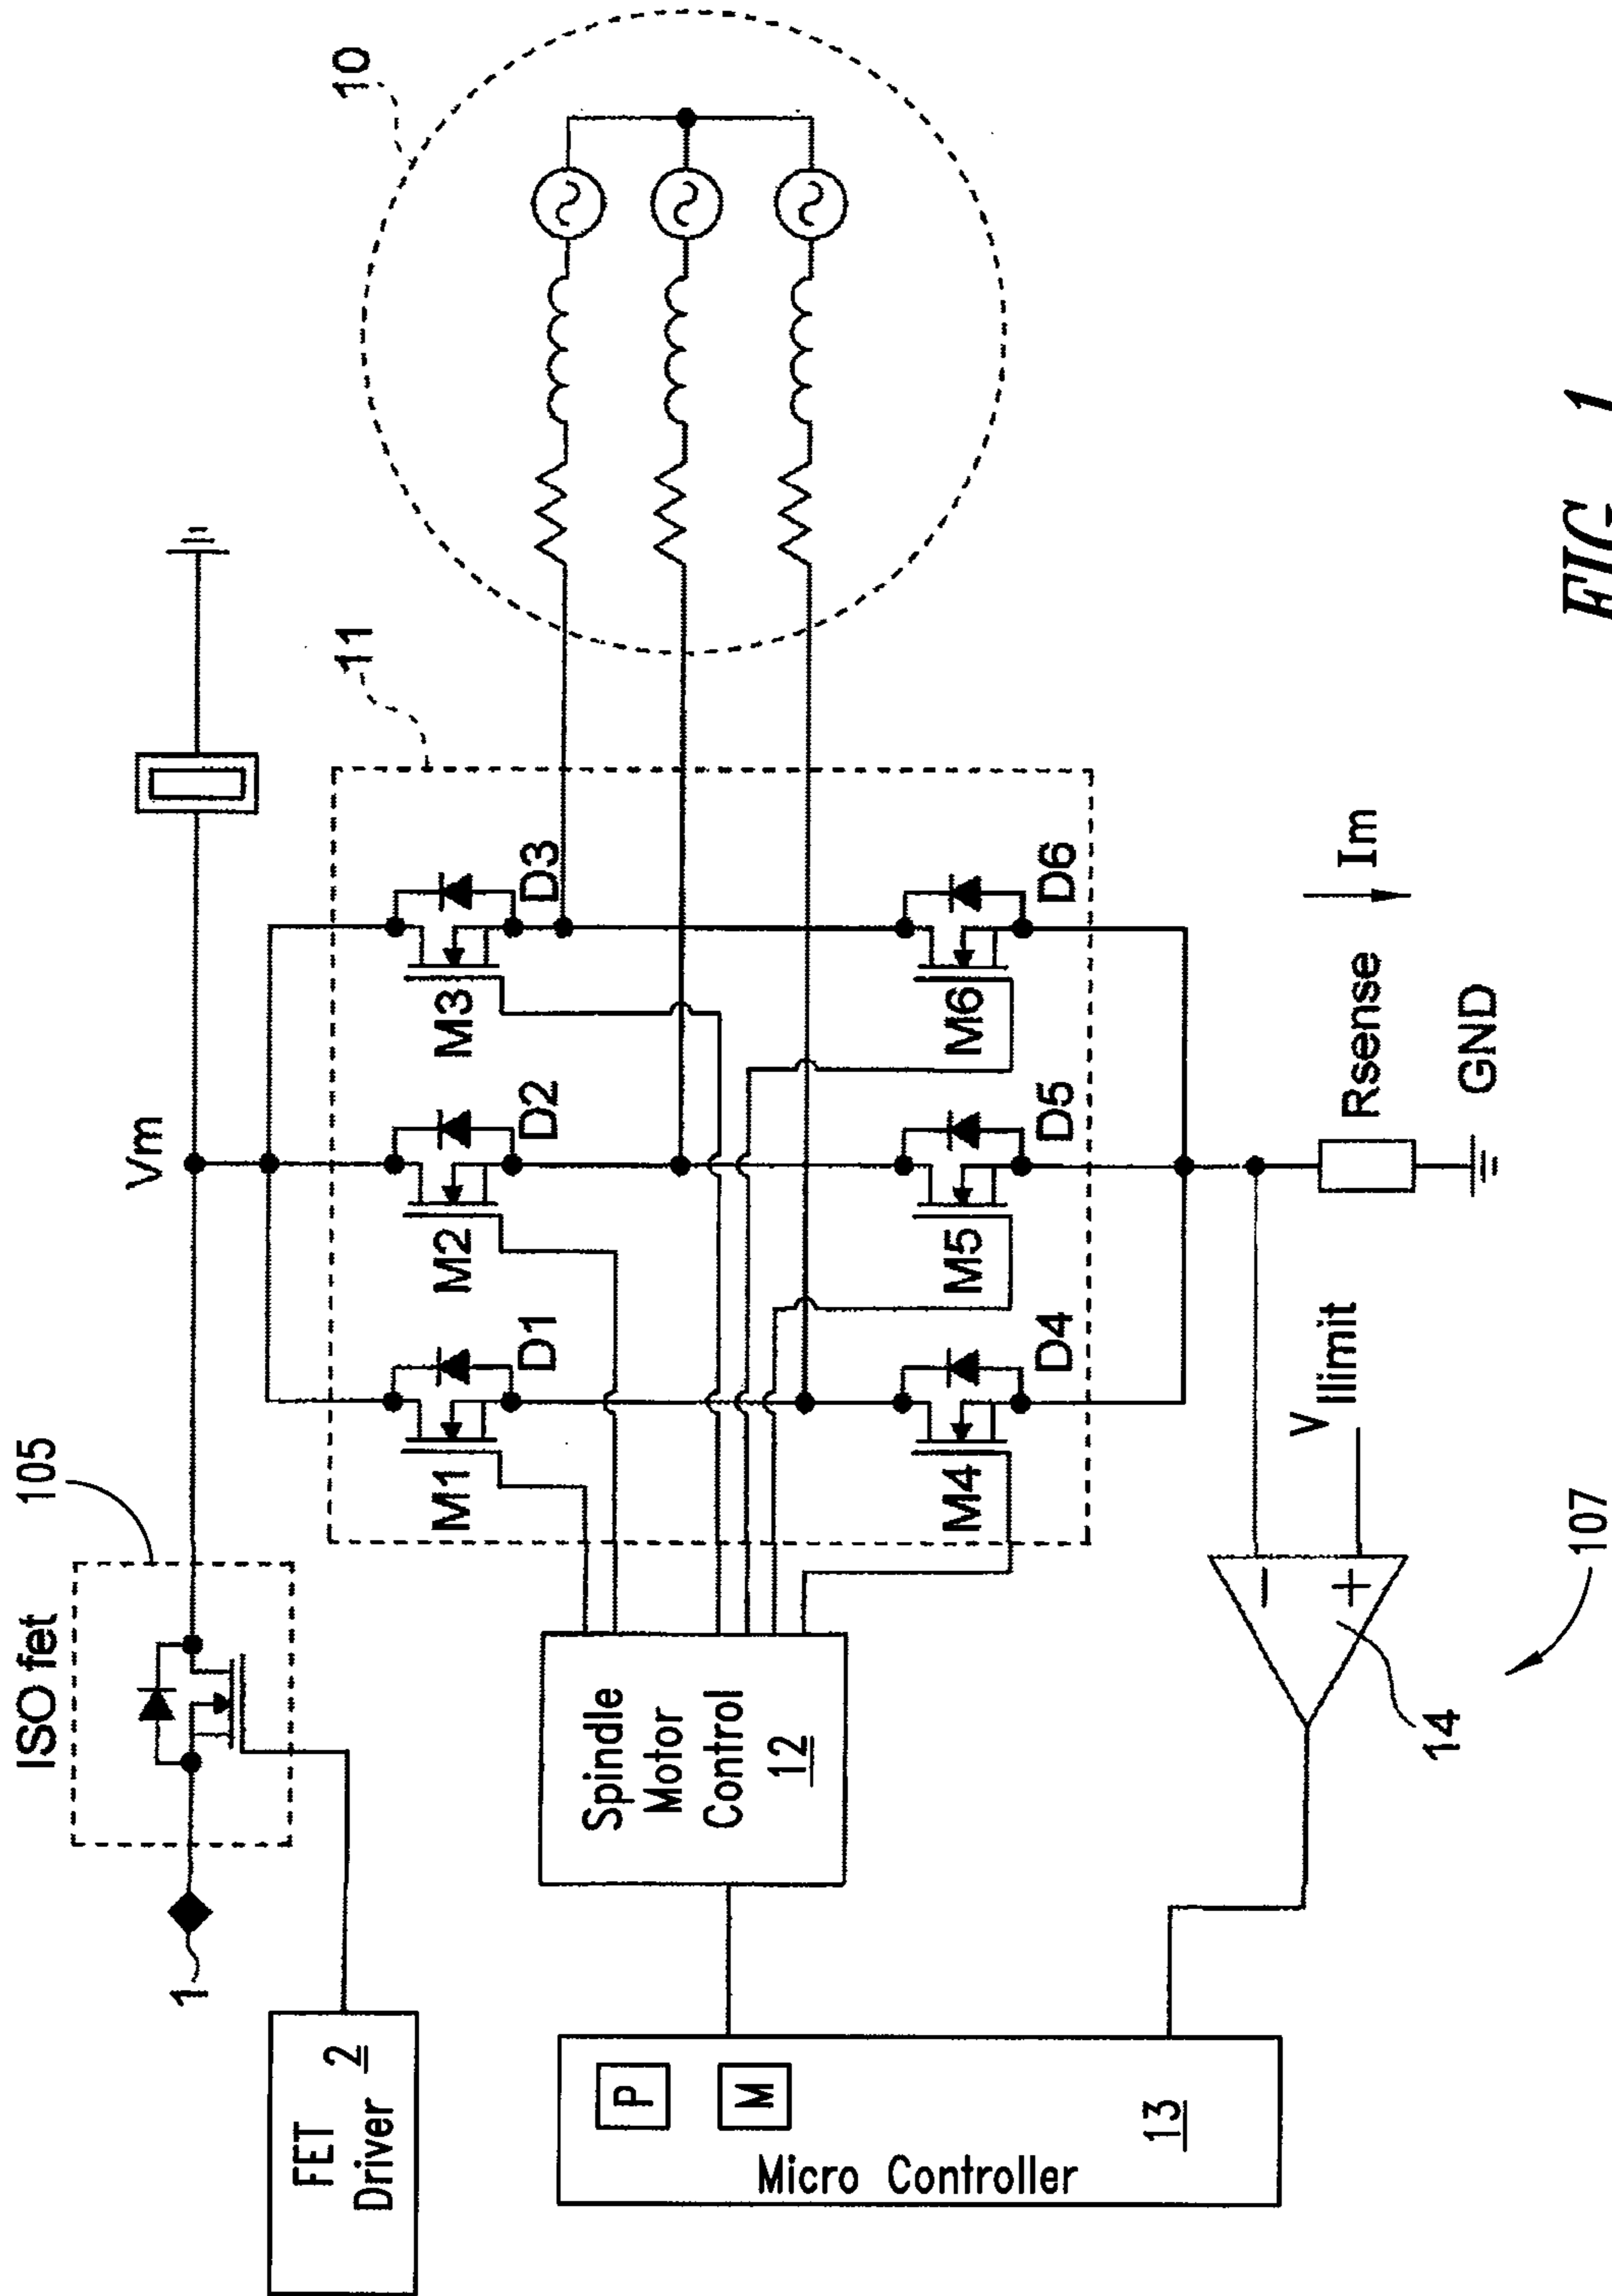 10
11
Vm
D3
M3
D6
M6
Im
Rsense
GND
D2
M2
D5
M5
D1
M1
D4
M4
V Ilimit
105
ISO fet
1
FET
Driver 2
Spindle
Motor
Control 12
P
M
Micro Controller
13
−
+
14
107
FIG. 1